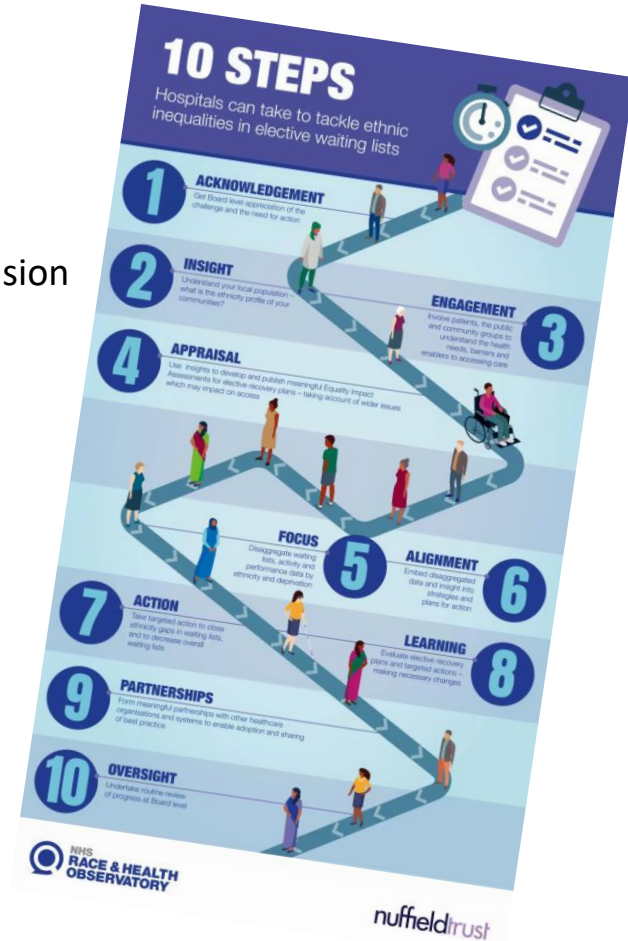 10 STEPS
Hospitals can take to tackle ethnic
inequalities in elective waiting lists
sion
1
ACKNOWLEDGEMENT
Get Board level appreciation of the
challenge and the need for action
2
INSIGHT
Understand your local population –
what is the ethnicity profile of your
communities?
ENGAGEMENT
Involve patients, the public
and community groups to
understand the health
needs, barriers and
enablers to accessing care
3
4
APPRAISAL
Use insights to develop and publish meaningful Equality Impact
Assessments for elective recovery plans – taking account of wider issues
which may impact on access
FOCUS
Disaggregate waiting
lists, activity and
performance data by
ethnicity and deprivation
5
ALIGNMENT
Embed disaggregated
data and insight into
strategies and
plans for action
6
7
ACTION
Take targeted action to close
ethnicity gaps in waiting lists,
and to decrease overall
waiting lists
LEARNING
Evaluate elective recovery
plans and targeted actions –
making necessary changes
8
9
PARTNERSHIPS
Form meaningful partnerships with other healthcare
organisations and systems to enable adoption and sharing
of best practice
10
OVERSIGHT
Undertake routine review
of progress at Board level
NHS
RACE & HEALTH
OBSERVATORY
nuffieldtrust